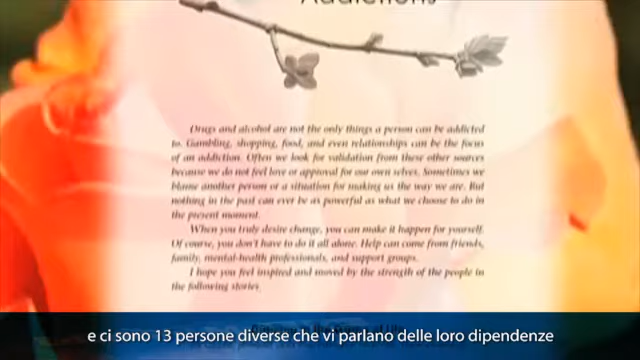 Addictions
Drugs and alcohol are not the only things a person can be addicted
to. Gambling, shopping, food, and even relationships can be the focus
of an addiction. Often we look for validation from these other sources
because we do not feel love or approval for our own selves. Sometimes we
blame another person or a situation for making us the way we are. But
nothing in the past can ever be as powerful as what we choose to do in
the present moment.
When you truly desire change, you can make it happen for yourself.
Of course, you don't have to do it all alone. Help can come from friends,
family, mental-health professionals, and support groups.
I hope you feel inspired and moved by the strength of the people in
the following stories.
e ci sono 13 persone diverse che vi parlano delle loro dipendenze